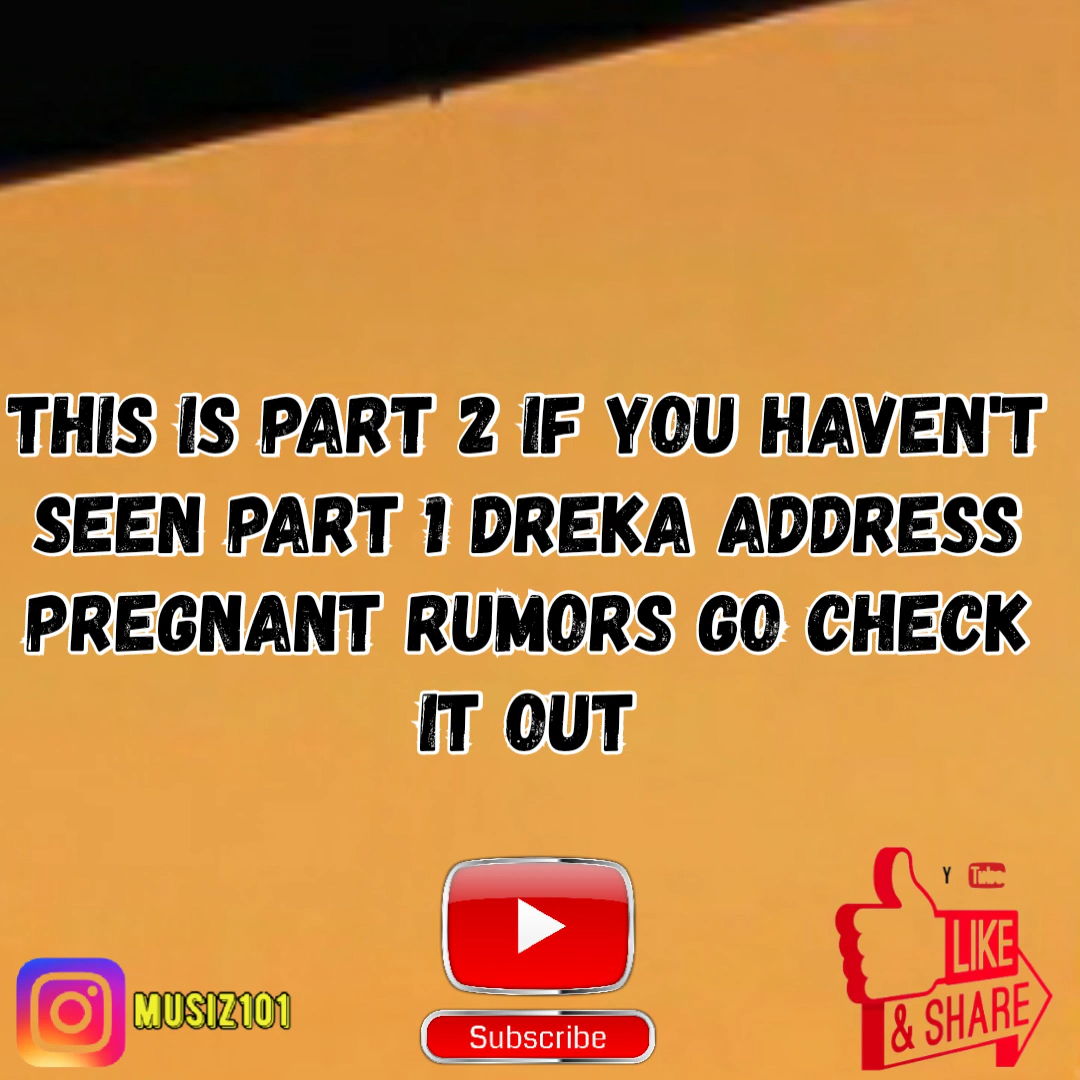 THIS IS PART 2 IF YOU HAVEN'T
SEEN PART 1 DREKA ADDRESS
PREGNANT RUMORS GO CHECK
IT OUT
Y Tube
LIKE
& SHARE
MUSIZ101
Subscribe